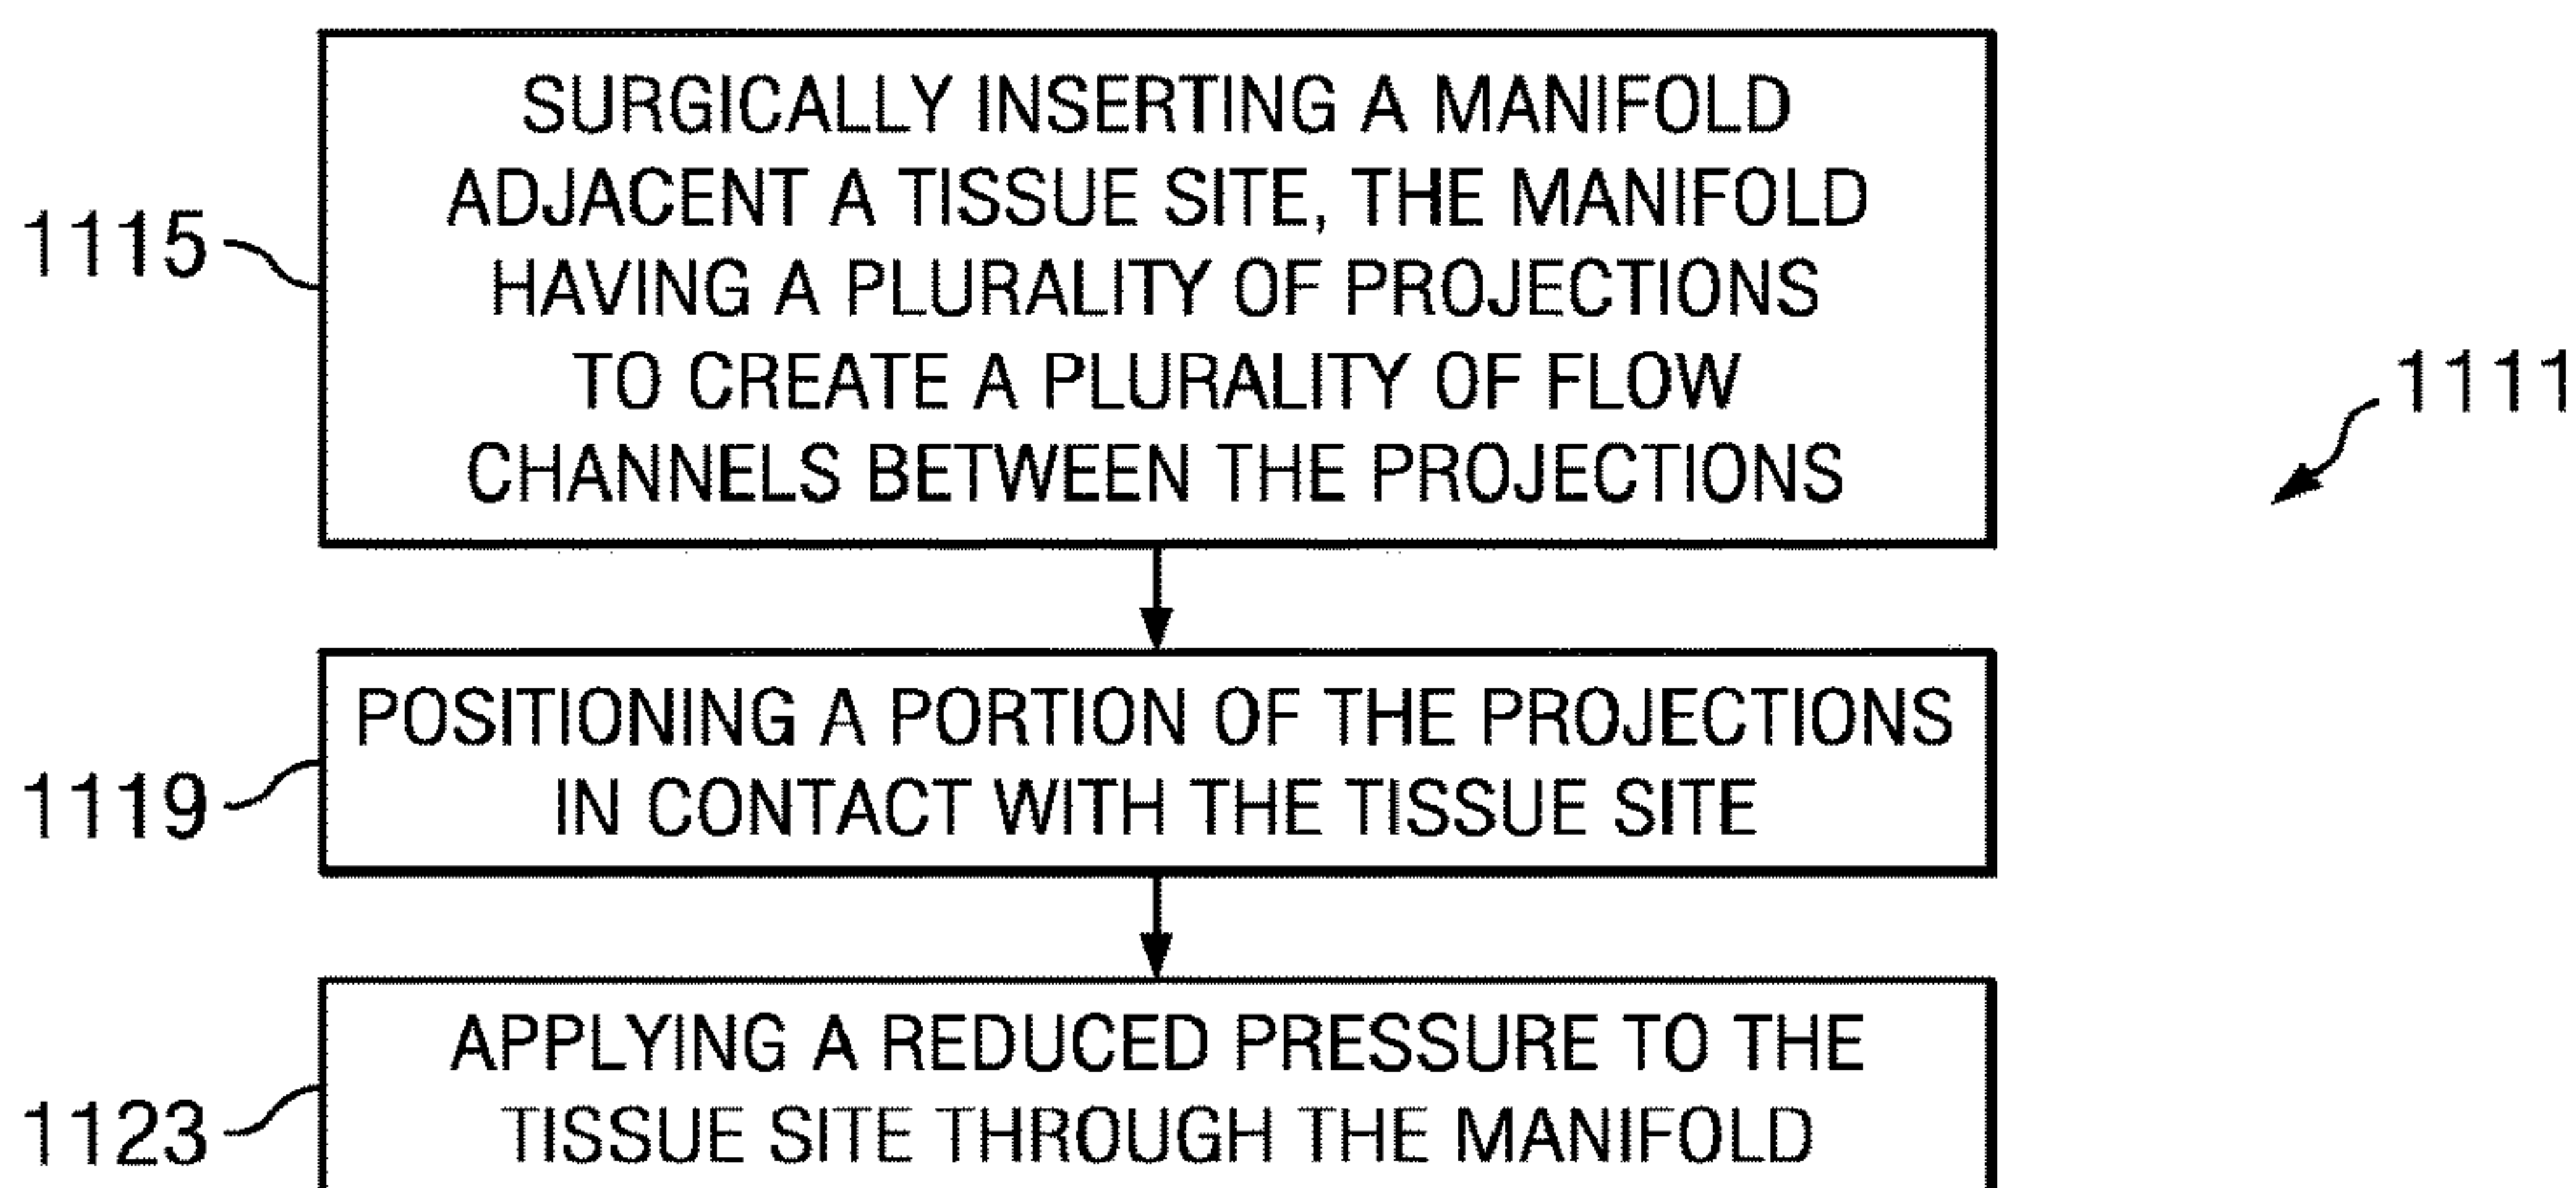 SURGICALLY INSERTING A MANIFOLD
ADJACENT A TISSUE SITE, THE MANIFOLD
HAVING A PLURALITY OF PROJECTIONS
TO CREATE A PLURALITY OF FLOW
CHANNELS BETWEEN THE PROJECTIONS
1115
1111
POSITIONING A PORTION OF THE PROJECTIONS
IN CONTACT WITH THE TISSUE SITE
1119
APPLYING A REDUCED PRESSURE TO THE
TISSUE SITE THROUGH THE MANIFOLD
1123